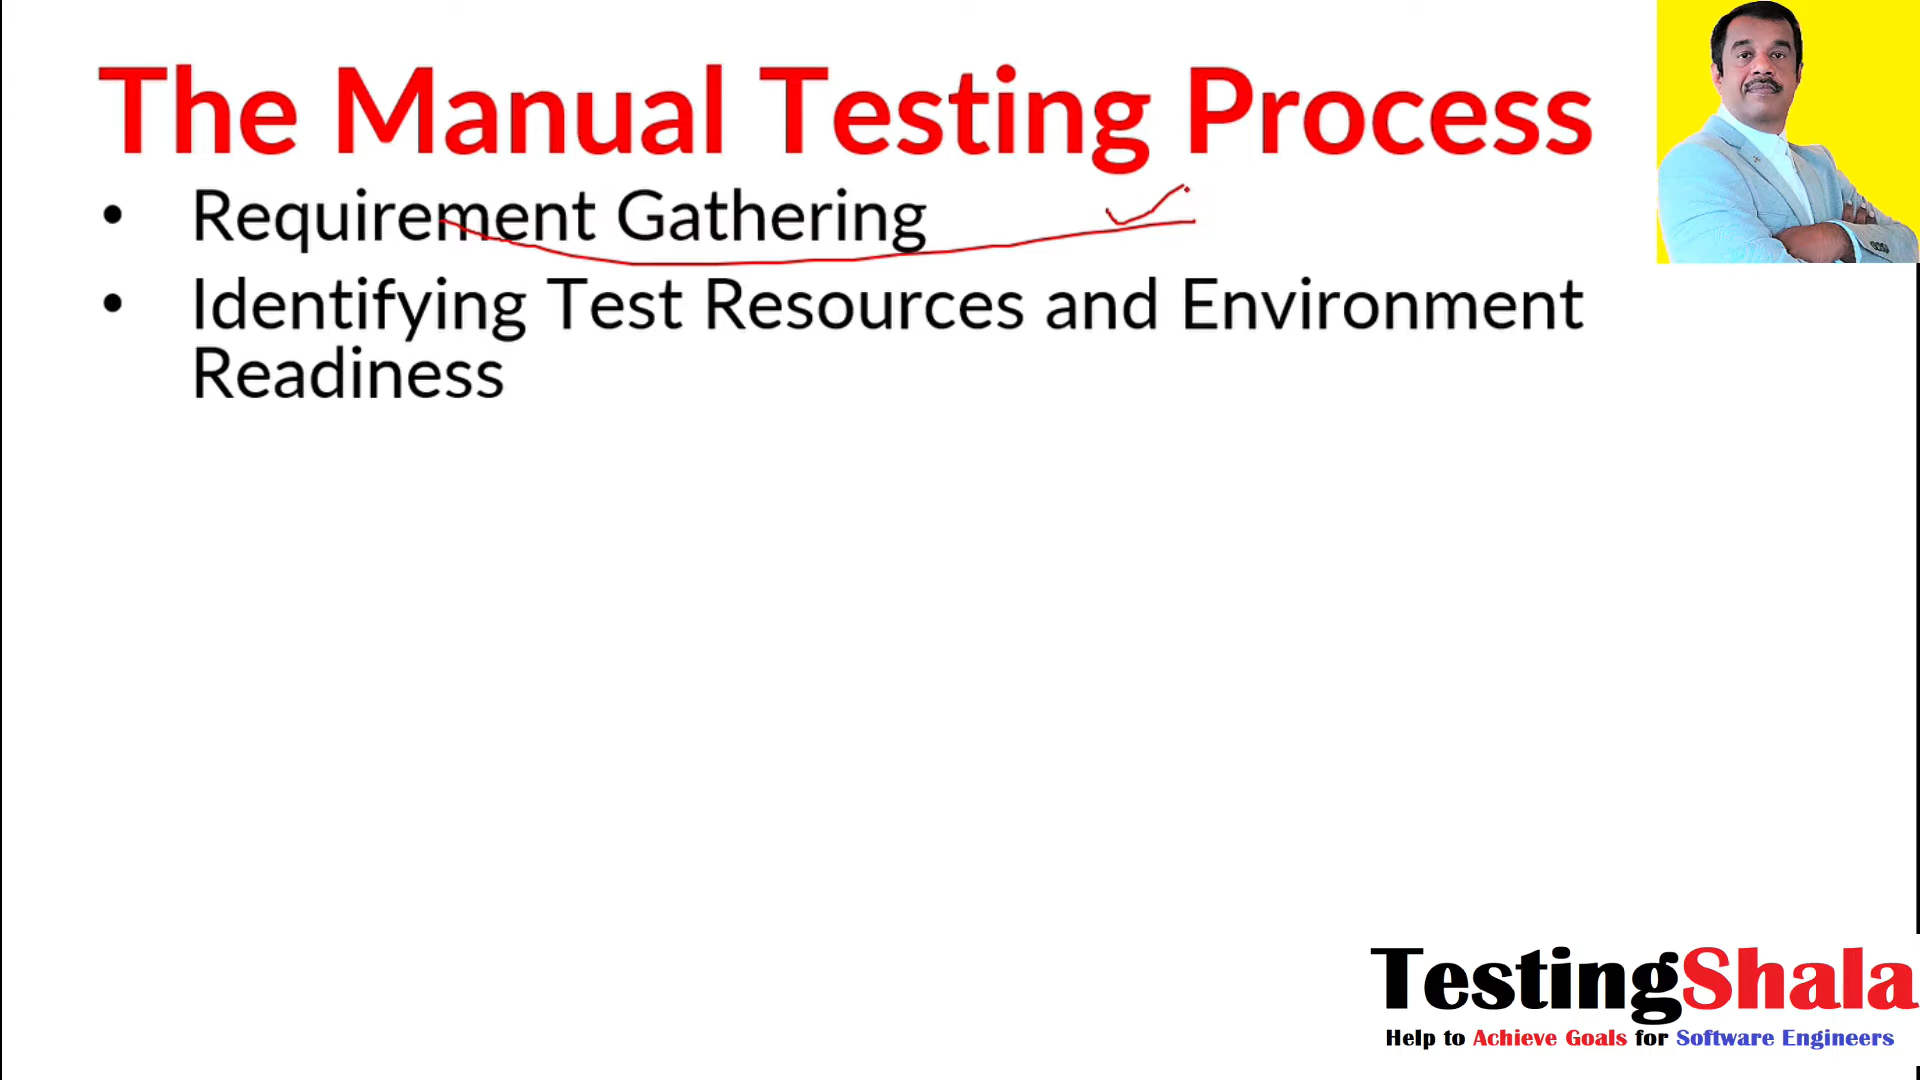 The Manual Testing Process
• Requirement Gathering
• Identifying Test Resources and Environment
Readiness
TestingShala
Help to Achieve Goals for Software Engineers